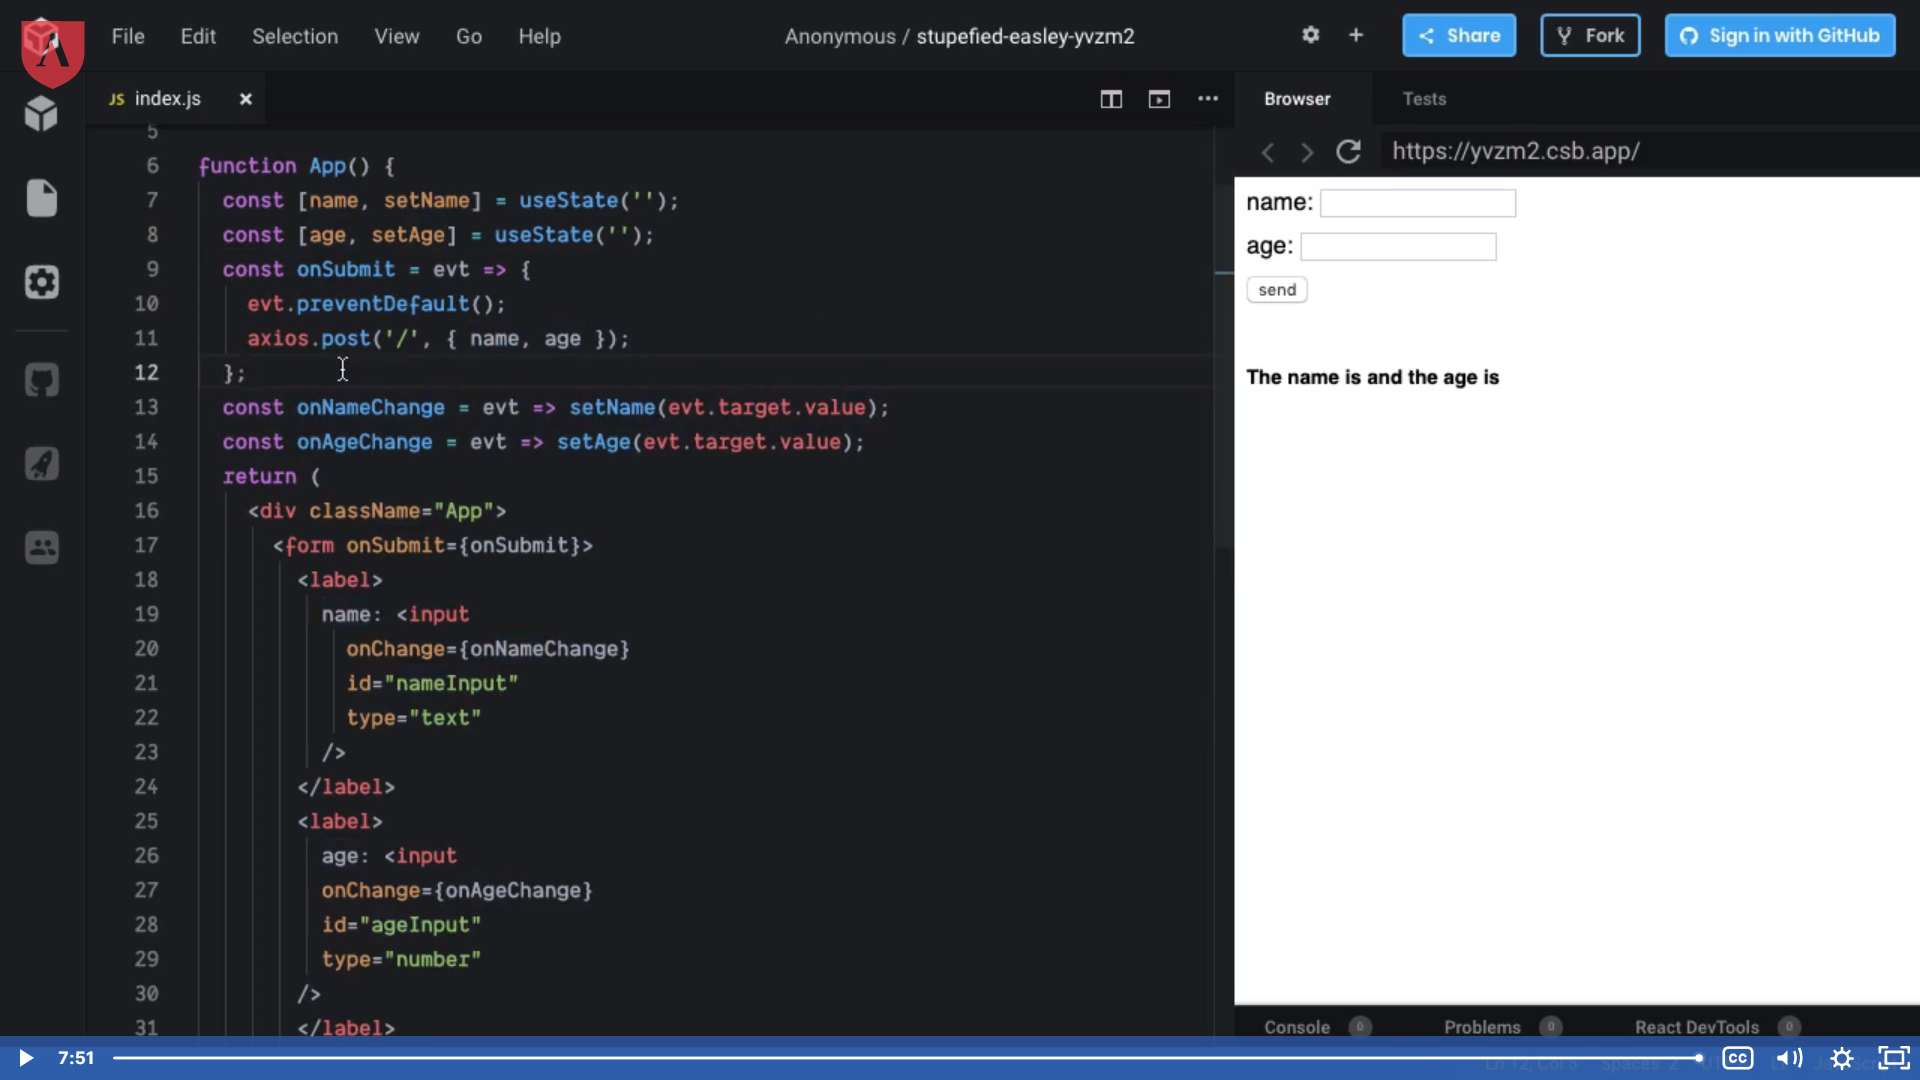 File Edit Selection View Go Help
Anonymous / stupefied-easley-yvzm2
Share
Fork
Sign in with GitHub
JS index.js
Browser Tests
https://yvzm2.csb.app/
5
6 function App() {
7 const [name, setName] = useState('');
8 const [age, setAge] = useState('');
9 const onSubmit = evt => {
10 evt.preventDefault();
11 axios.post('/', { name, age });
12 };
13 const onNameChange = evt => setName(evt.target.value);
14 const onAgeChange = evt => setAge(evt.target.value);
15 return (
16 <div className="App">
17 <form onSubmit={onSubmit}>
18 <label>
19 name: <input
20 onChange={onNameChange}
21 id="nameInput"
22 type="text"
23 />
24 </label>
25 <label>
26 age: <input
27 onChange={onAgeChange}
28 id="ageInput"
29 type="number"
30 />
31 </label>
name:
age:
send
The name is and the age is
Console 0 Problems 0 React DevTools 0
7:51
CC